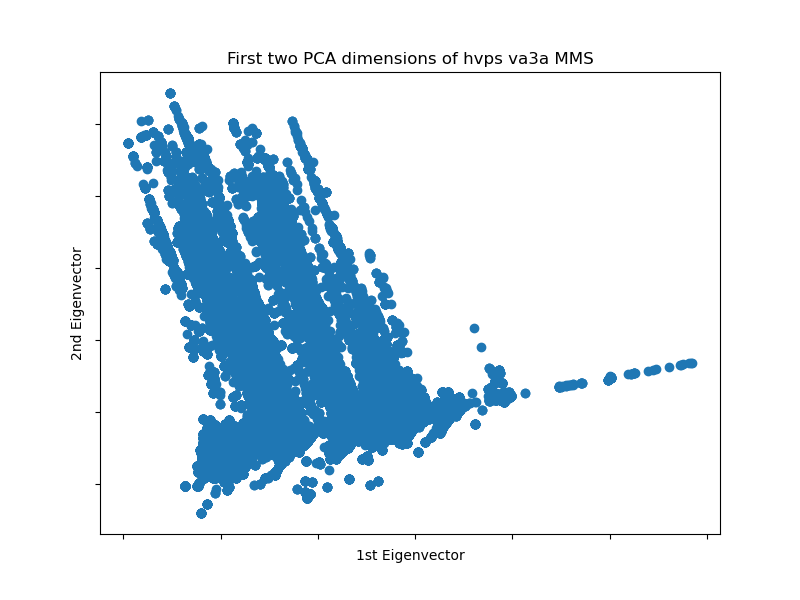 First two PCA dimensions of hvps va3a MMS
2nd Eigenvector
1st Eigenvector